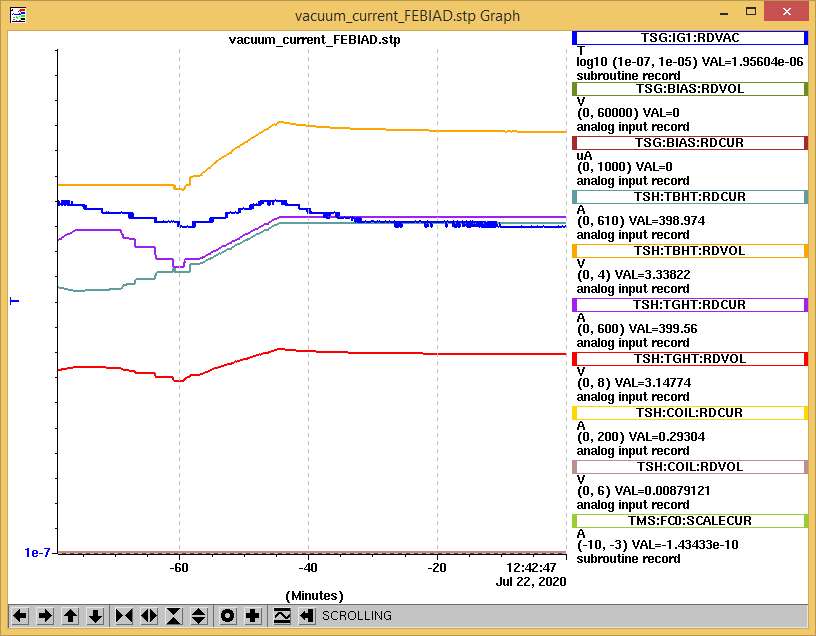 vacuum_current_FEBIAD.stp Graph
vacuum_current_FEBIAD.stp
T
1e-7
-60
-40
-20
12:42:47
Jul 22, 2020
(Minutes)
TSG:IG1:RDVAC
T
log10 (1e-07, 1e-05) VAL=1.95604e-06
subroutine record
TSG:BIAS:RDVOL
V
(0, 60000) VAL=0
analog input record
TSG:BIAS:RDCUR
uA
(0, 1000) VAL=0
analog input record
TSH:TBHT:RDCUR
A
(0, 610) VAL=398.974
analog input record
TSH:TBHT:RDVOL
V
(0, 4) VAL=3.33822
analog input record
TSH:TGHT:RDCUR
A
(0, 600) VAL=399.56
analog input record
TSH:TGHT:RDVOL
V
(0, 8) VAL=3.14774
analog input record
TSH:COIL:RDCUR
A
(0, 200) VAL=0.29304
analog input record
TSH:COIL:RDVOL
V
(0, 6) VAL=0.00879121
analog input record
TMS:FC0:SCALECUR
A
(-10, -3) VAL=-1.43433e-10
subroutine record
SCROLLING